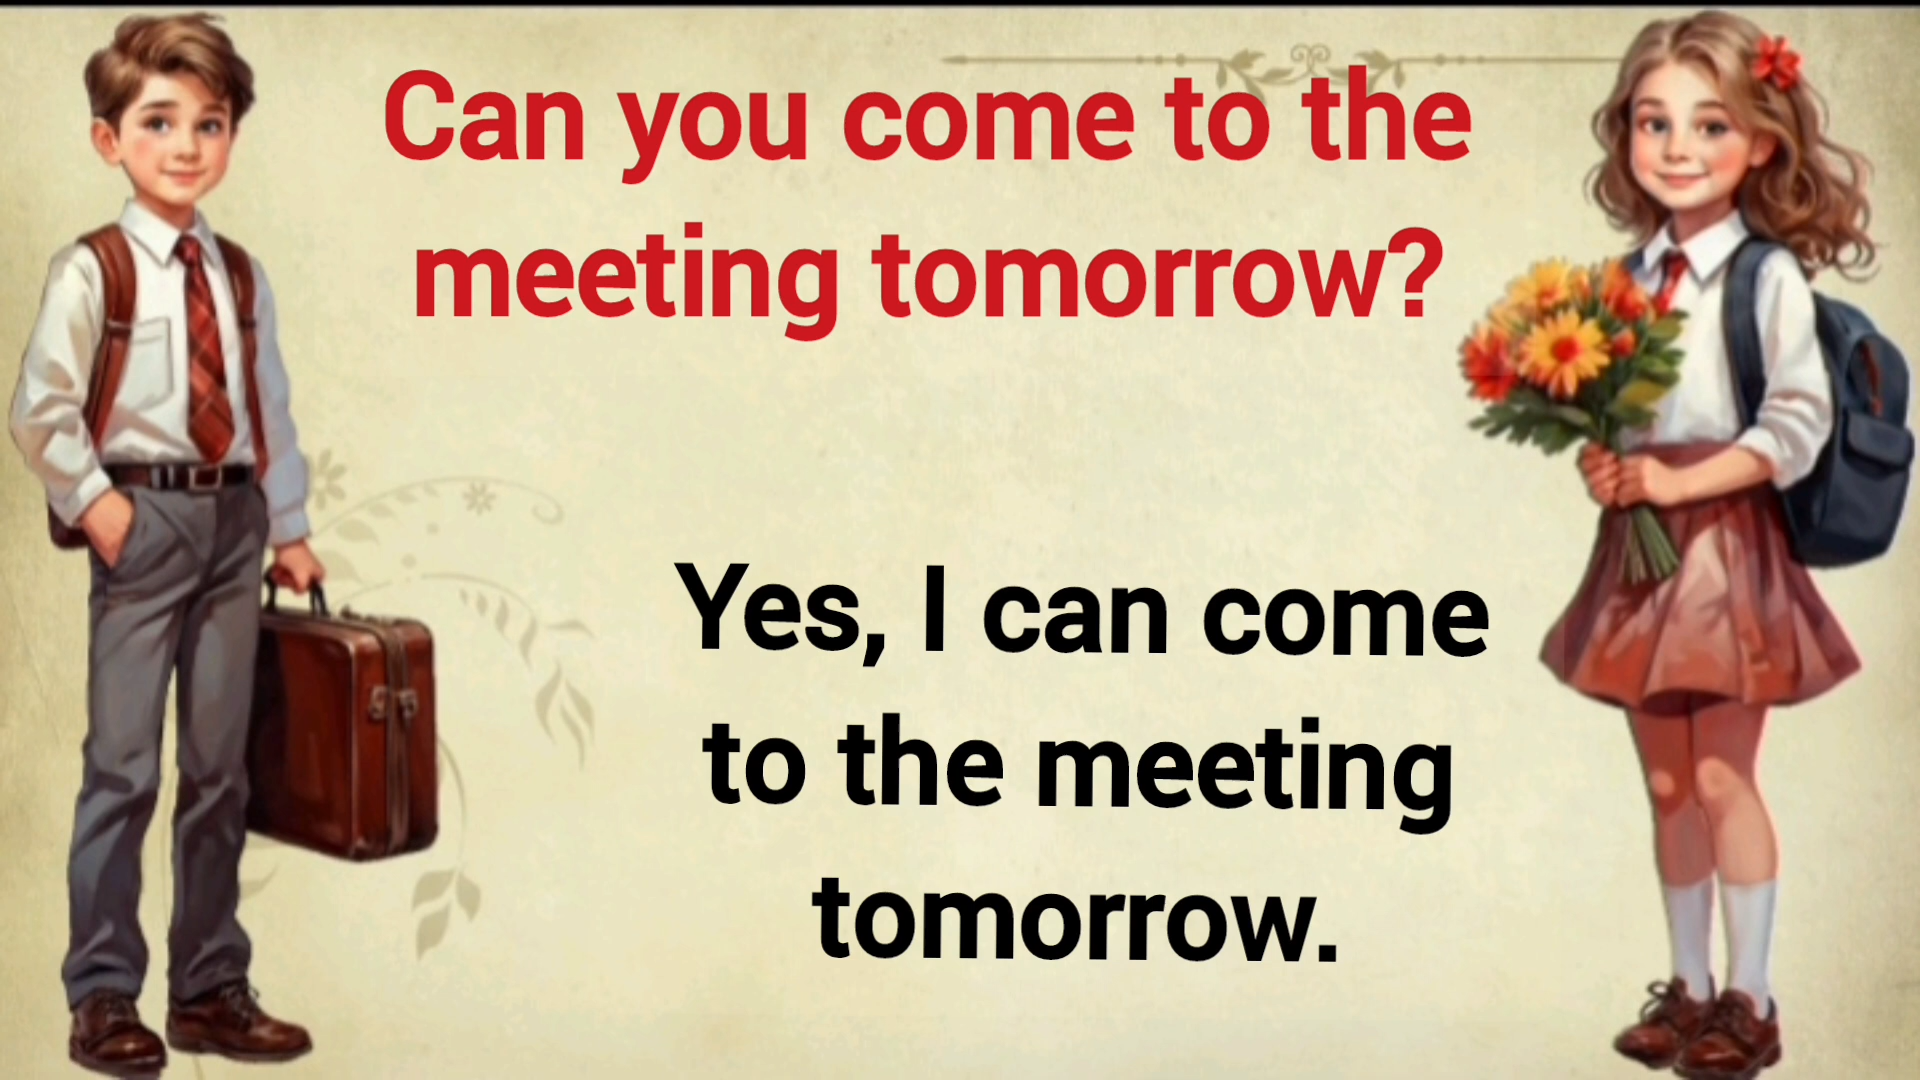 Can you come to the
meeting tomorrow?
Yes, I can come
to the meeting
tomorrow.